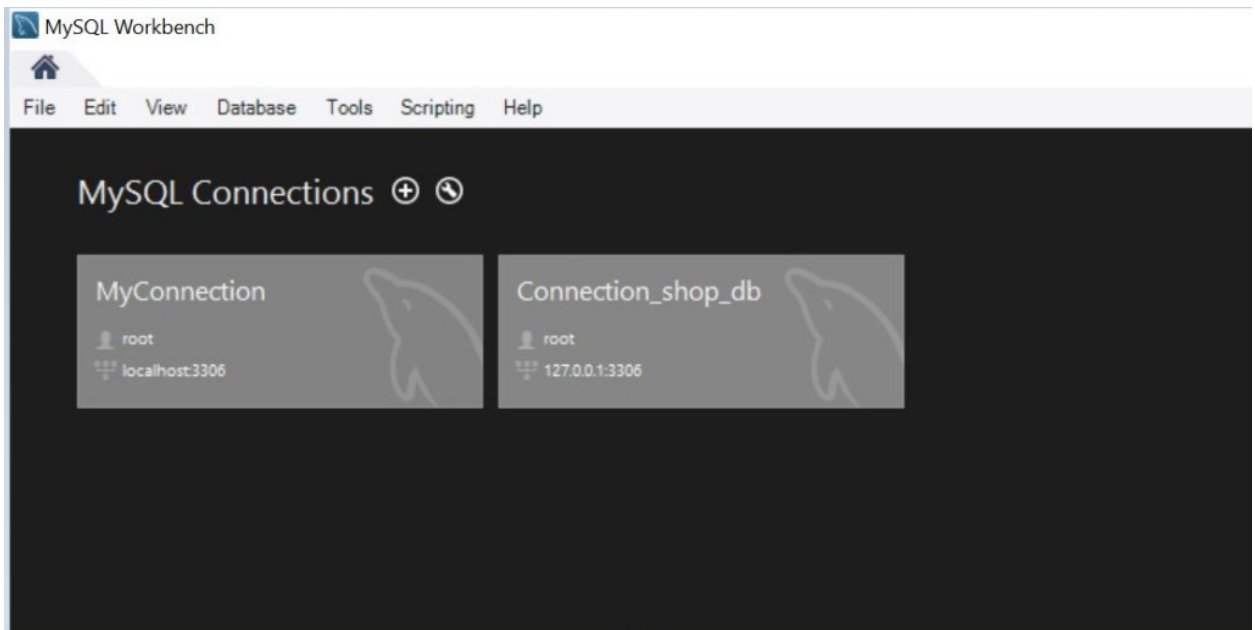 MySQL Workbench
File Edit View Database Tools Scripting Help
MySQL Connections
MyConnection
root
localhost:3306
Connection_shop_db
root
127.0.0.1:3306